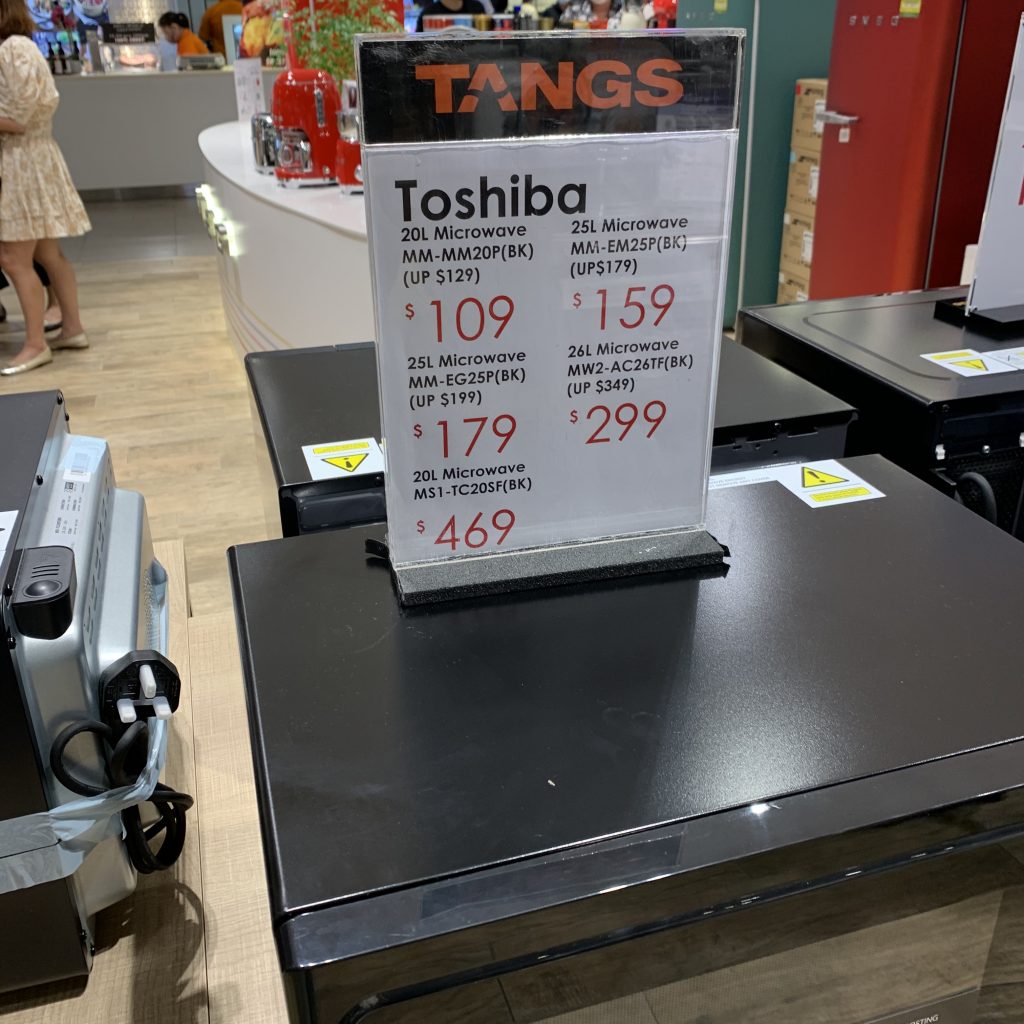 TANGS
Toshiba
20L Microwave
MM-MM20P(BK)
(UP $129)
$ 109
25L Microwave
MM-EM25P(BK)
(UP$179)
$ 159
25L Microwave
MM-EG25P(BK)
(UP $199)
$ 179
26L Microwave
MW2-AC26TF(BK)
(UP $349)
$ 299
20L Microwave
MS1-TC20SF(BK)
$ 469